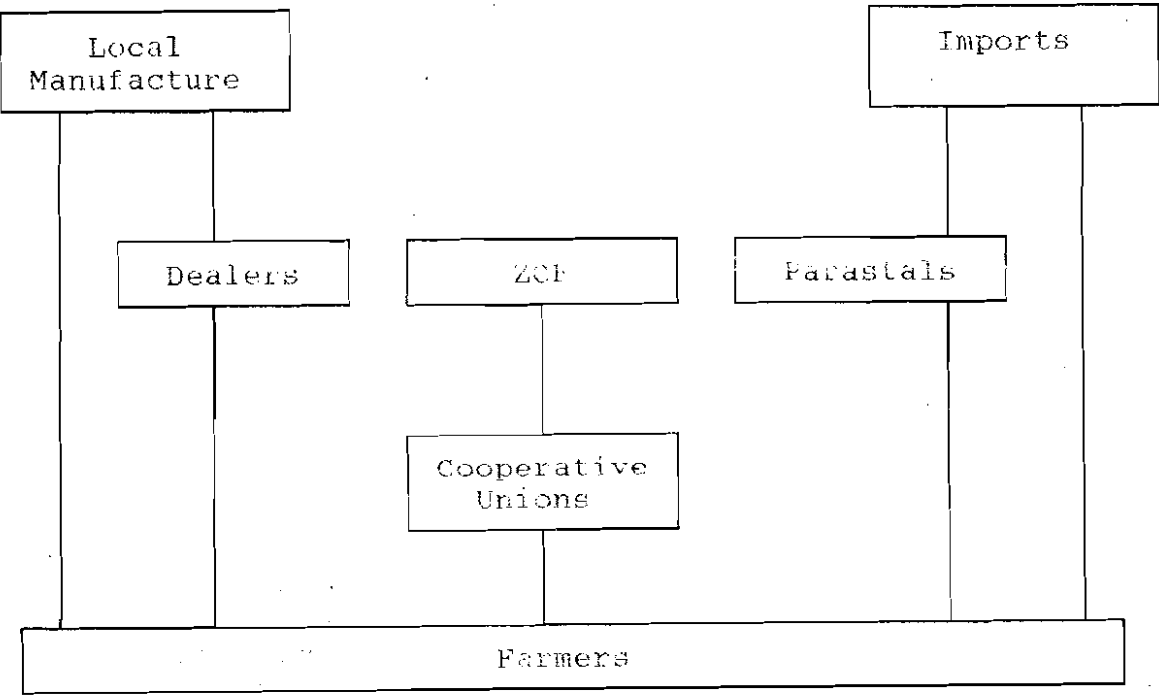 Local
Manufacture
Imports
Dealers
ZCF
Parastals
Cooperative
Unions
Farmers